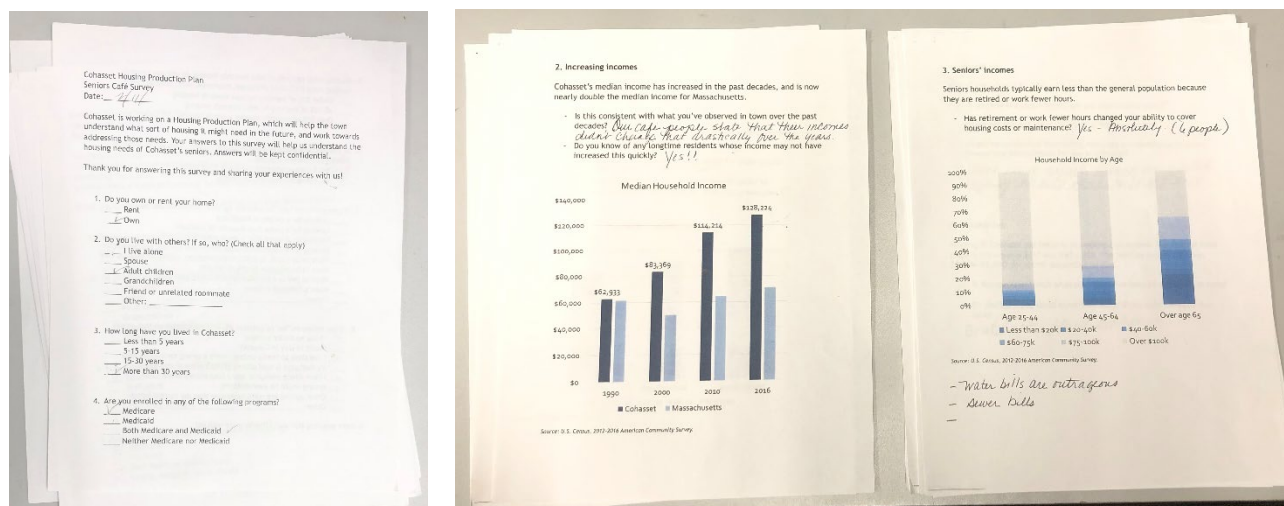 Cohasset Housing Production Plan
Seniors Café Survey
Date: 4/4
Cohasset is working on a Housing Production Plan, which will help the town
understand what sort of housing it might need in the future, and work towards
addressing those needs. Your answers to this survey will help us understand the
housing needs of Cohasset's seniors. Answers will be kept confidential.
Thank you for answering this survey and sharing your experiences with us!
1. Do you own or rent your home?
Rent
Own
2. Do you live with others? If so, who? (Check all that apply)
I live alone
Spouse
Adult children
Grandchildren
Friend or unrelated roommate
Other:
3. How long have you lived in Cohasset?
Less than 5 years
5-15 years
15-30 years
More than 30 years
4. Are you enrolled in any of the following programs?
Medicare
Medicaid
Both Medicare and Medicaid
Neither Medicare nor Medicaid
2. Increasing incomes
Cohasset's median income has increased in the past decades, and is now
nearly double the median income for Massachusetts.
- Is this consistent with what you've observed in town over the past
decades? Our cafe people state that their incomes
didn't change that drastically over the years.
- Do you know of any longtime residents whose income may not have
increased this quickly? Yes!!
Median Household Income
$140,000
$120,000
$100,000
$80,000
$60,000
$40,000
$20,000
$0
$62,933
$83,369
$114,214
$128,224
1990 2000 2010 2016
Cohasset Massachusetts
Source: U.S. Census, 2012-2016 American Community Survey.
3. Seniors' incomes
Seniors households typically earn less than the general population because
they are retired or work fewer hours.
- Has retirement or work fewer hours changed your ability to cover
housing costs or maintenance? Yes - Absolutely (6 people)
Household Income by Age
100%
90%
80%
70%
60%
50%
40%
30%
20%
10%
0%
Age 25-44 Age 45-64 Over age 65
Less than $20k $20-40k $40-60k
$60-75k $75-100k Over $100k
Source: U.S. Census, 2012-2016 American Community Survey.
- Water bills are outrageous
- Sewer bills
-